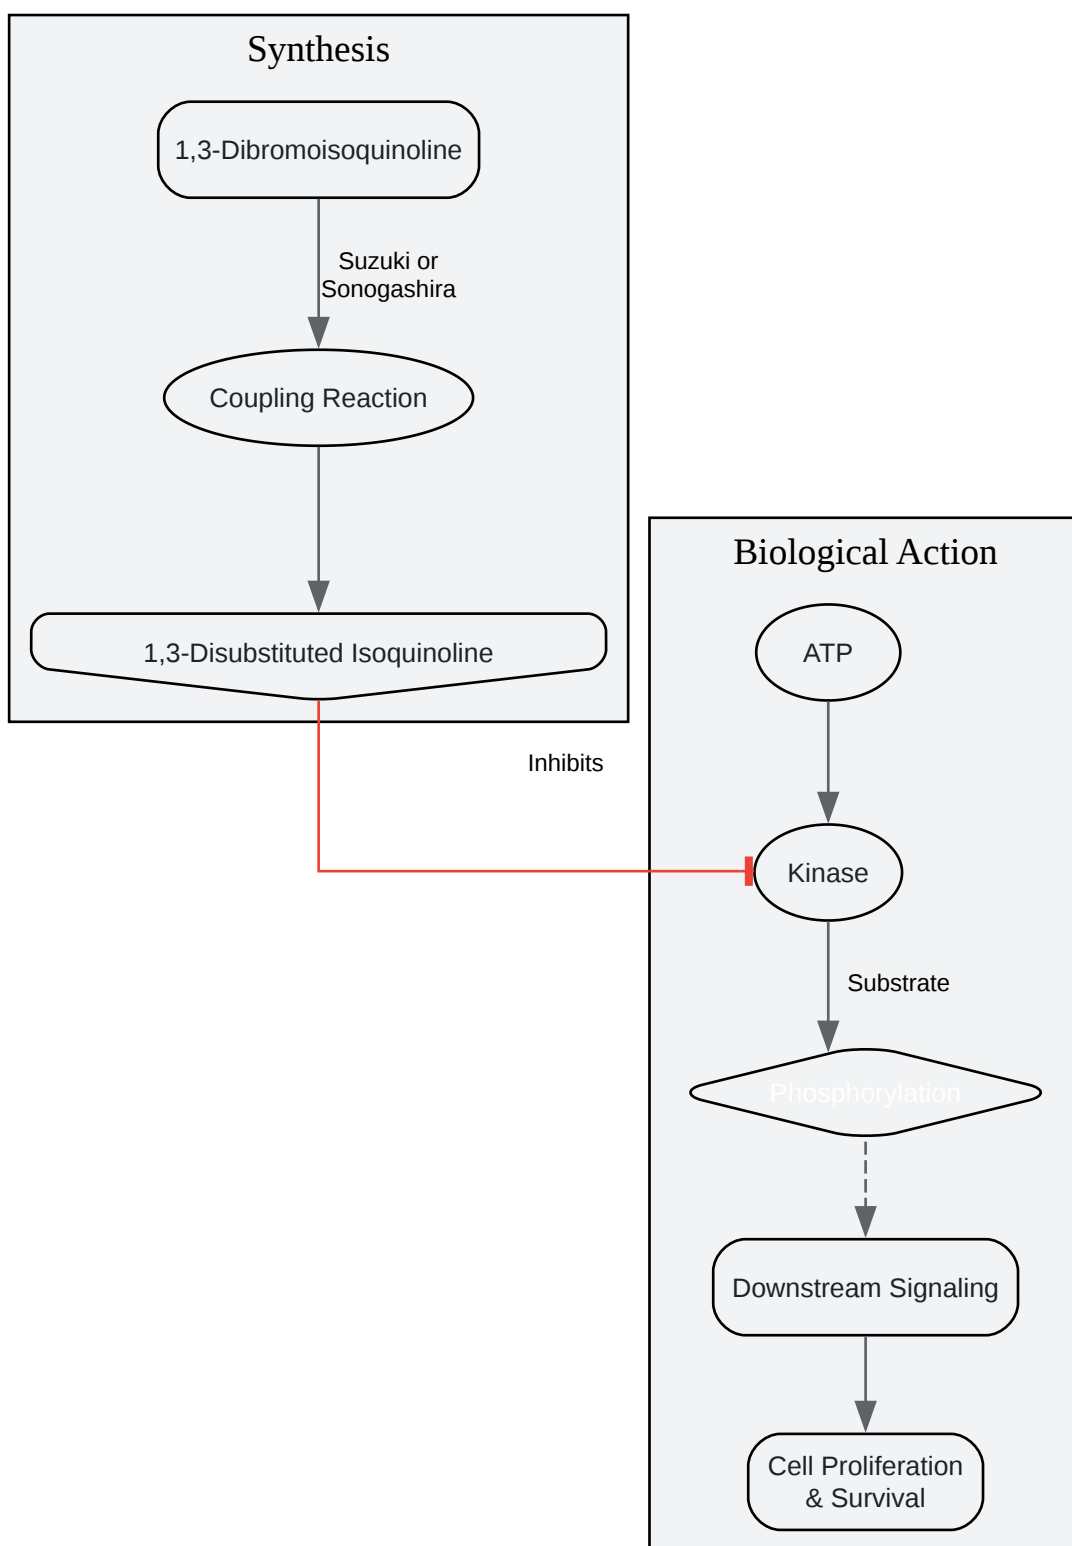 Synthesis
1,3-Dibromoisoquinoline
Suzuki or
Sonogashira
Coupling Reaction
1,3-Disubstituted Isoquinoline
Inhibits
Biological Action
ATP
Kinase
Substrate
Phosphorylation
Downstream Signaling
Cell Proliferation
& Survival